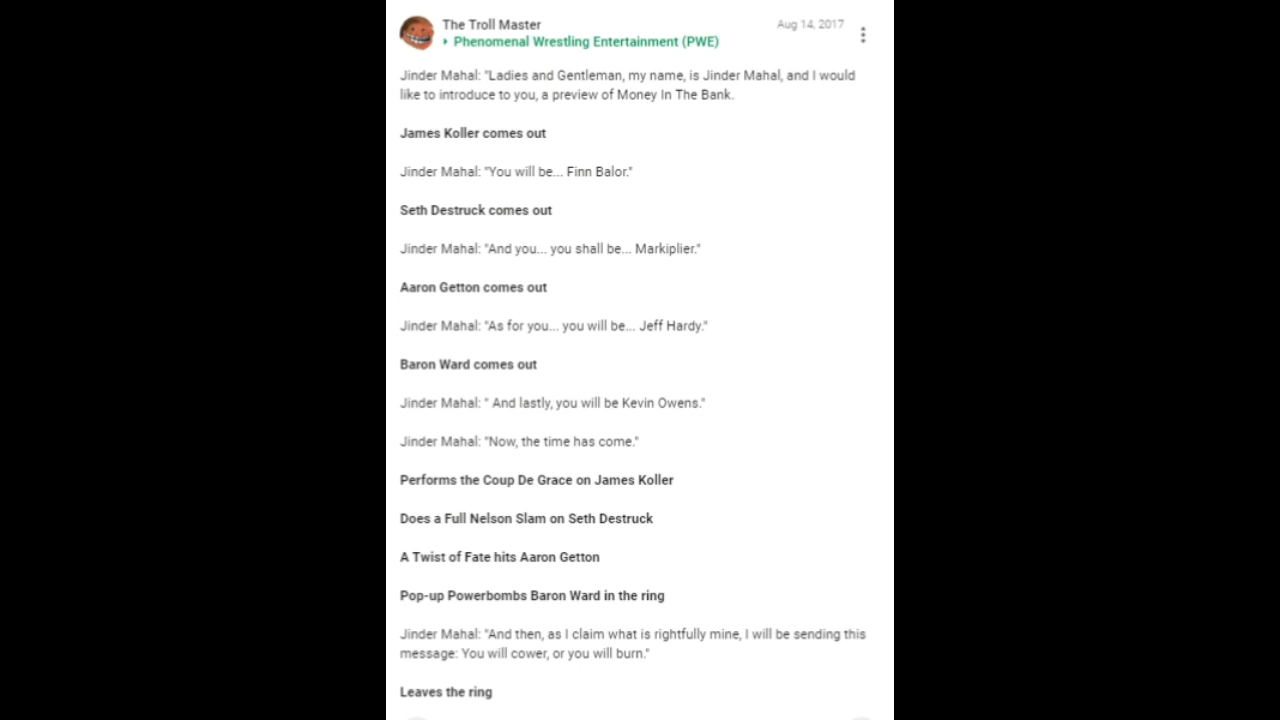 The Troll Master
Aug 14, 2017
Phenomenal Wrestling Entertainment (PWE)
Jinder Mahal: "Ladies and Gentleman, my name, is Jinder Mahal, and I would
like to introduce to you, a preview of Money In The Bank.
James Koller comes out
Jinder Mahal: "You will be... Finn Balor."
Seth Destruck comes out
Jinder Mahal: "And you... you shall be... Markiplier."
Aaron Getton comes out
Jinder Mahal: "As for you... you will be... Jeff Hardy."
Baron Ward comes out
Jinder Mahal: " And lastly, you will be Kevin Owens."
Jinder Mahal: "Now, the time has come."
Performs the Coup De Grace on James Koller
Does a Full Nelson Slam on Seth Destruck
A Twist of Fate hits Aaron Getton
Pop-up Powerbombs Baron Ward in the ring
Jinder Mahal: "And then, as I claim what is rightfully mine, I will be sending this
message: You will cower, or you will burn."
Leaves the ring